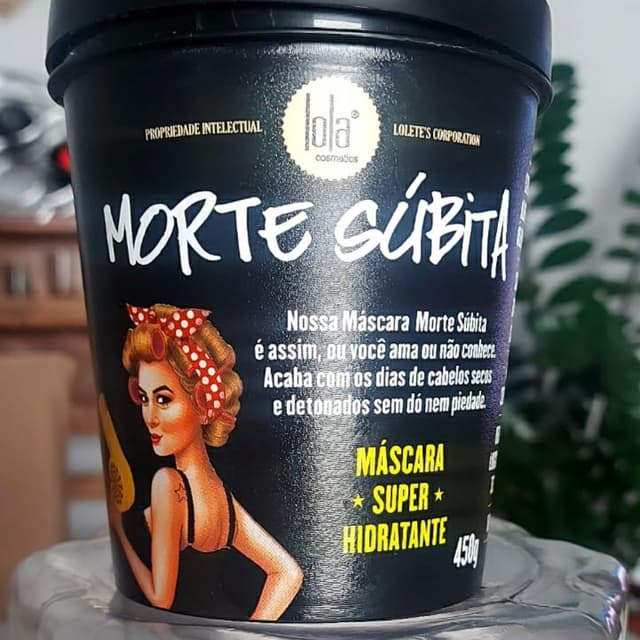 PROPRIEDADE INTELECTUAL
lola®
cosmetics
LOLETE'S CORPORATION
MORTE SÚBITA
Nossa Máscara Morte Súbita
é assim, ou você ama ou não conhece.
Acaba com os dias de cabelos secos
e detonados sem dó nem piedade.
MÁSCARA
★ SUPER ★
HIDRATANTE
450g